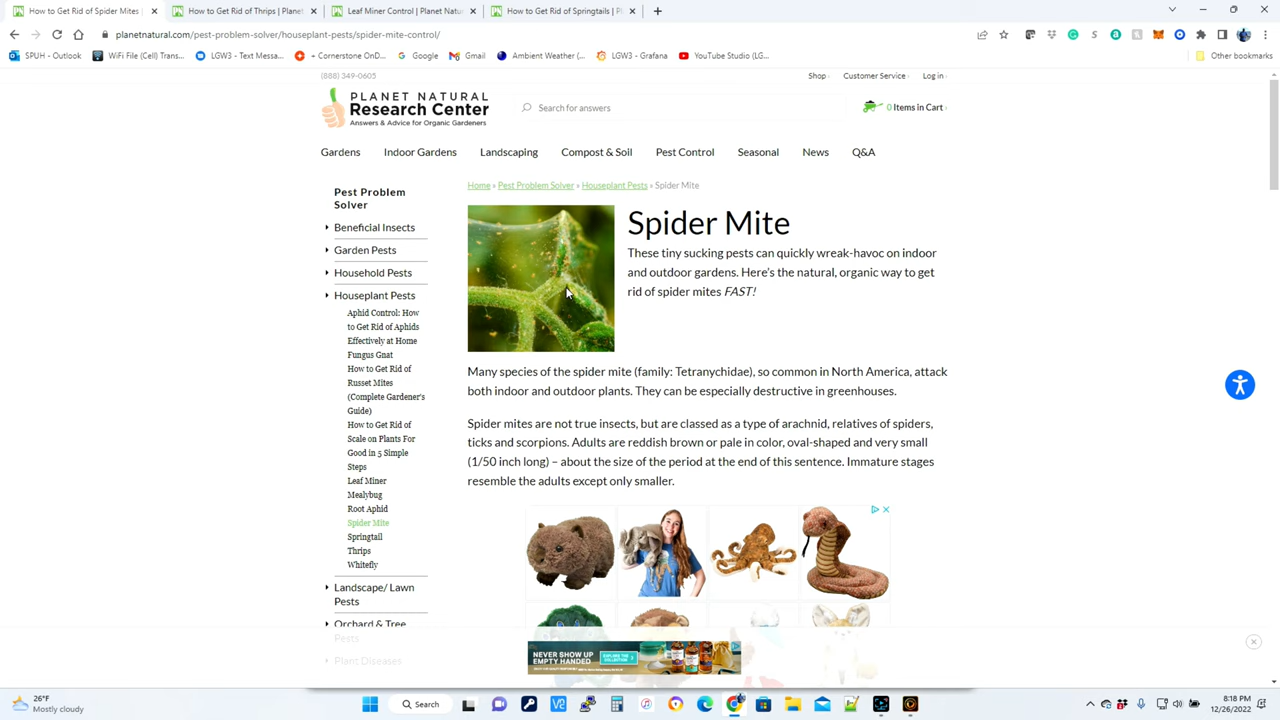 How to Get Rid of Spider Mites |
How to Get Rid of Thrips | Planet
Leaf Miner Control | Planet Natu
How to Get Rid of Springtails | P
planetnatural.com/pest-problem-solver/houseplant-pests/spider-mite-control/
SPUH - Outlook
WiFi File (Cell) Trans...
LGW3 - Text Messa...
+ Cornerstone OnD...
Google
Gmail
Ambient Weather (...
LGW3 - Grafana
YouTube Studio (LG...
Other bookmarks
(888) 349-0605
Shop
Customer Service
Log in
PLANET NATURAL
Research Center
Answers & Advice for Organic Gardeners
Search for answers
0 Items in Cart
Gardens
Indoor Gardens
Landscaping
Compost & Soil
Pest Control
Seasonal
News
Q&A
Pest Problem
Solver
Beneficial Insects
Garden Pests
Household Pests
Houseplant Pests
Aphid Control: How
to Get Rid of Aphids
Effectively at Home
Fungus Gnat
How to Get Rid of
Russet Mites
(Complete Gardener's
Guide)
How to Get Rid of
Scale on Plants For
Good in 5 Simple
Steps
Leaf Miner
Mealybug
Root Aphid
Spider Mite
Springtail
Thrips
Whitefly
Landscape/ Lawn
Pests
Orchard & Tree
Pests
Plant Diseases
Home » Pest Problem Solver » Houseplant Pests » Spider Mite
Spider Mite
These tiny sucking pests can quickly wreak-havoc on indoor
and outdoor gardens. Here's the natural, organic way to get
rid of spider mites FAST!
Many species of the spider mite (family: Tetranychidae), so common in North America, attack
both indoor and outdoor plants. They can be especially destructive in greenhouses.
Spider mites are not true insects, but are classed as a type of arachnid, relatives of spiders,
ticks and scorpions. Adults are reddish brown or pale in color, oval-shaped and very small
(1/50 inch long) – about the size of the period at the end of this sentence. Immature stages
resemble the adults except only smaller.
NEVER SHOW UP
EMPTY HANDED
EXPLORE THE
COLLECTION
26°F
Mostly cloudy
Search
8:18 PM
12/26/2022